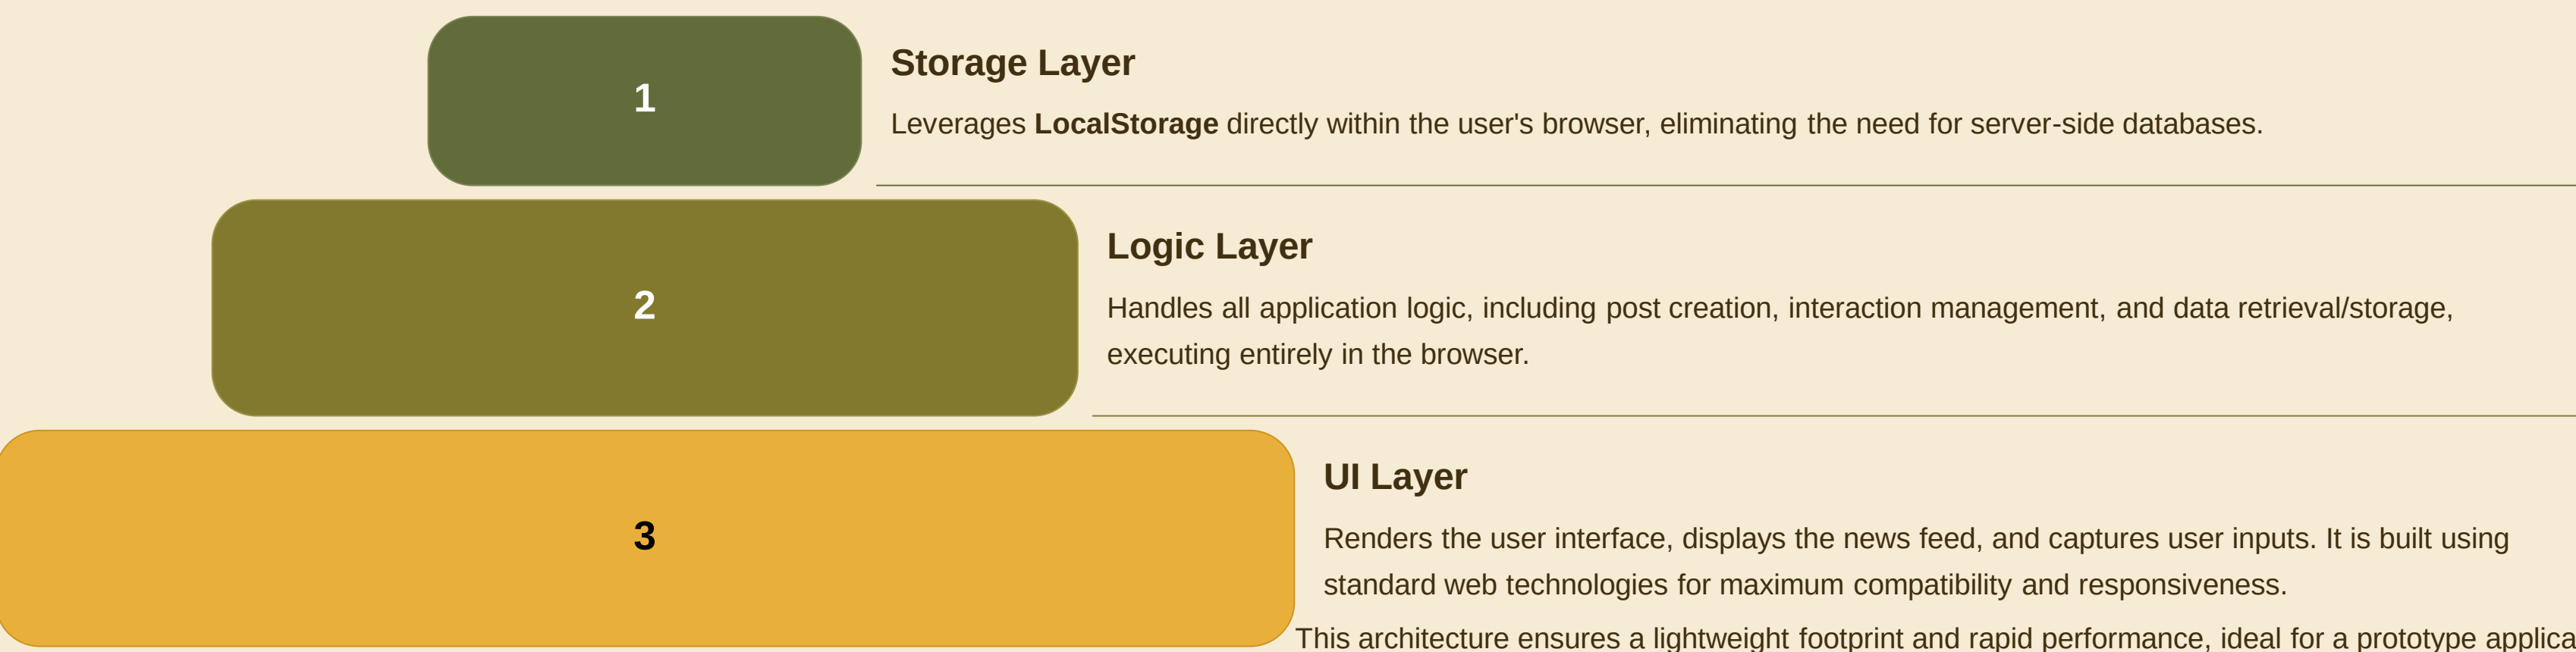 1
Storage Layer
Leverages LocalStorage directly within the user's browser, eliminating the need for server-side databases.
2
Logic Layer
Handles all application logic, including post creation, interaction management, and data retrieval/storage,
executing entirely in the browser.
3
UI Layer
Renders the user interface, displays the news feed, and captures user inputs. It is built using
standard web technologies for maximum compatibility and responsiveness.
This architecture ensures a lightweight footprint and rapid performance, ideal for a prototype